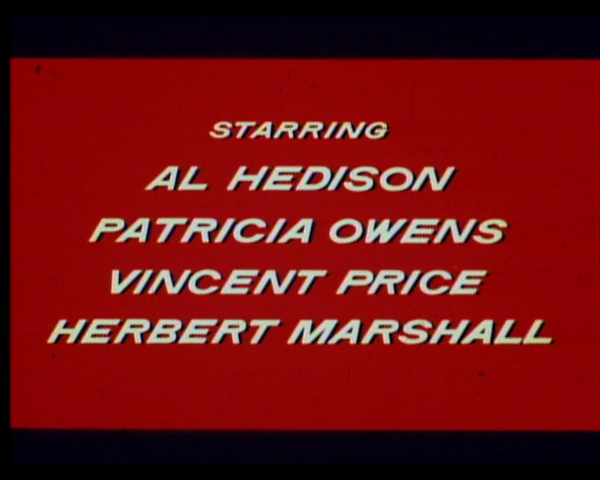 STARRING
AL HEDISON
PATRICIA OWENS
VINCENT PRICE
HERBERT MARSHALL